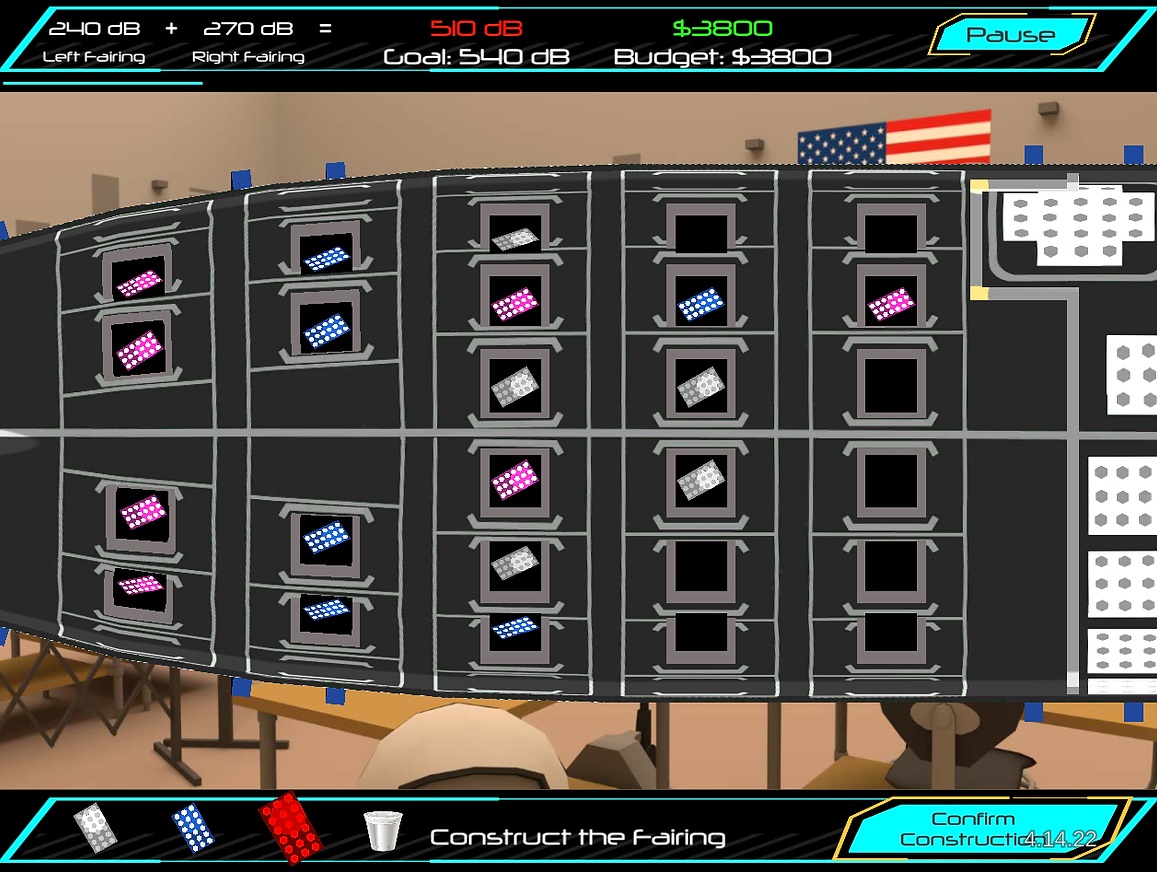 240 dB + 270 dB = 510 dB $3800
Left Fairing Right Fairing Goal: 540 dB Budget: $3800
Pause
Construct the Fairing
Confirm
Construction
4.14.22